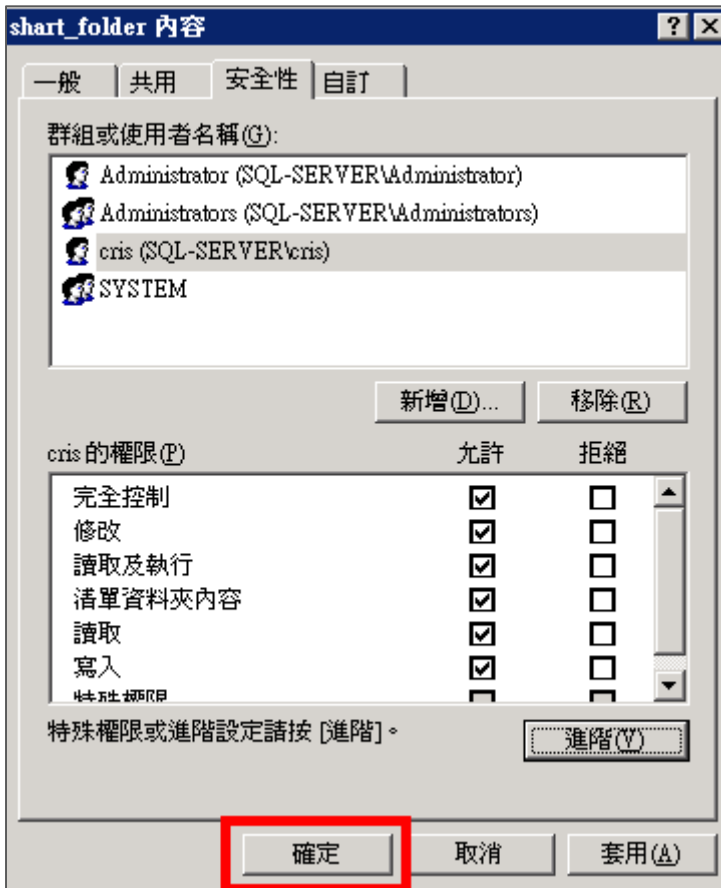 shart_folder 內容
一般 共用 安全性 自訂
群組或使用者名稱(G):
Administrator (SQL-SERVER\Administrator)
Administrators (SQL-SERVER\Administrators)
cris (SQL-SERVER\cris)
SYSTEM
新增(D)... 移除(R)
cris 的權限(P) 允許 拒絕
完全控制
修改
讀取及執行
清單資料夾內容
讀取
寫入
特殊權限
特殊權限或進階設定請按 [進階]。 進階(V)
確定 取消 套用(A)